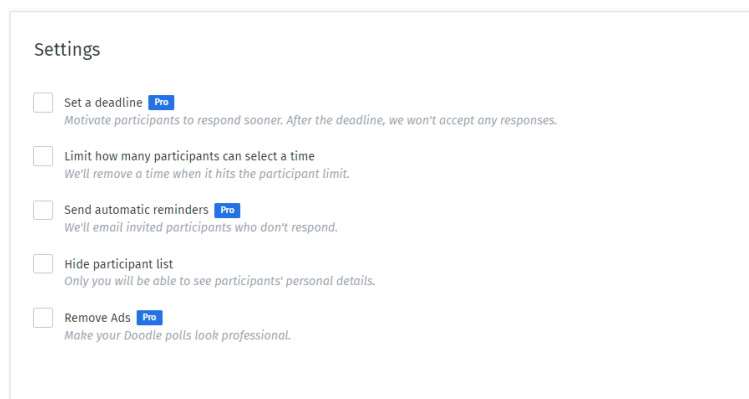 Settings
Set a deadline Pro
Motivate participants to respond sooner. After the deadline, we won't accept any responses.
Limit how many participants can select a time
We'll remove a time when it hits the participant limit.
Send automatic reminders Pro
We'll email invited participants who don't respond.
Hide participant list
Only you will be able to see participants' personal details.
Remove Ads Pro
Make your Doodle polls look professional.